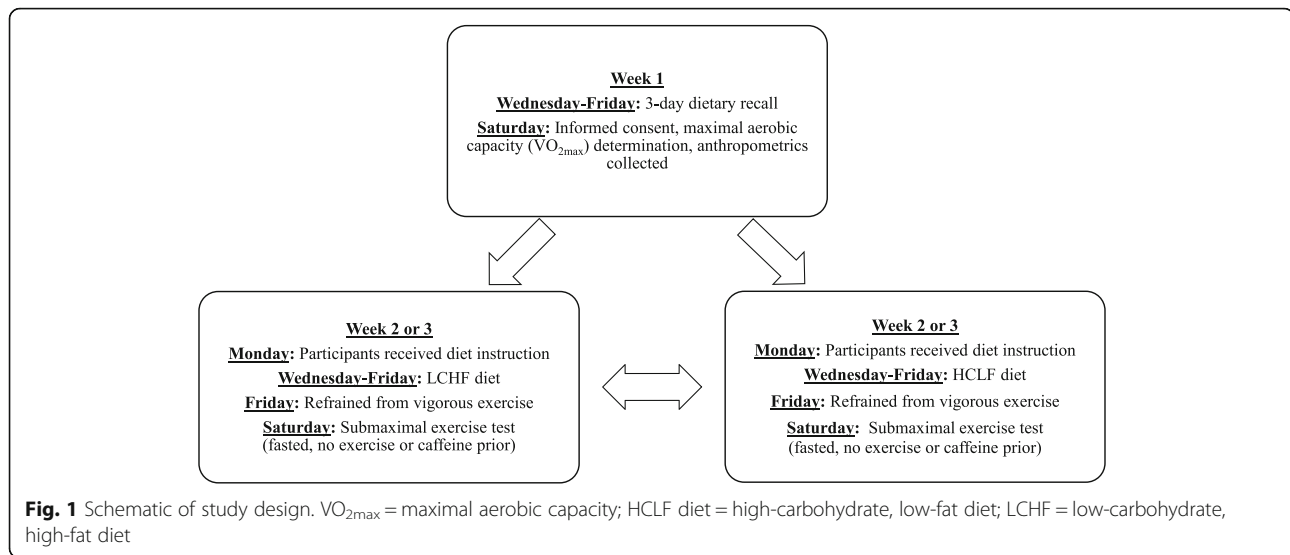 Week 1
Wednesday-Friday: 3-day dietary recall
Saturday: Informed consent, maximal aerobic
capacity (VO2max) determination, anthropometrics
collected
Week 2 or 3
Monday: Participants received diet instruction
Wednesday-Friday: LCHF diet
Friday: Refrained from vigorous exercise
Saturday: Submaximal exercise test
(fasted, no exercise or caffeine prior)
Week 2 or 3
Monday: Participants received diet instruction
Wednesday-Friday: HCLF diet
Friday: Refrained from vigorous exercise
Saturday: Submaximal exercise test
(fasted, no exercise or caffeine prior)
Fig. 1 Schematic of study design. VO2max = maximal aerobic capacity; HCLF diet = high-carbohydrate, low-fat diet; LCHF = low-carbohydrate,
high-fat diet